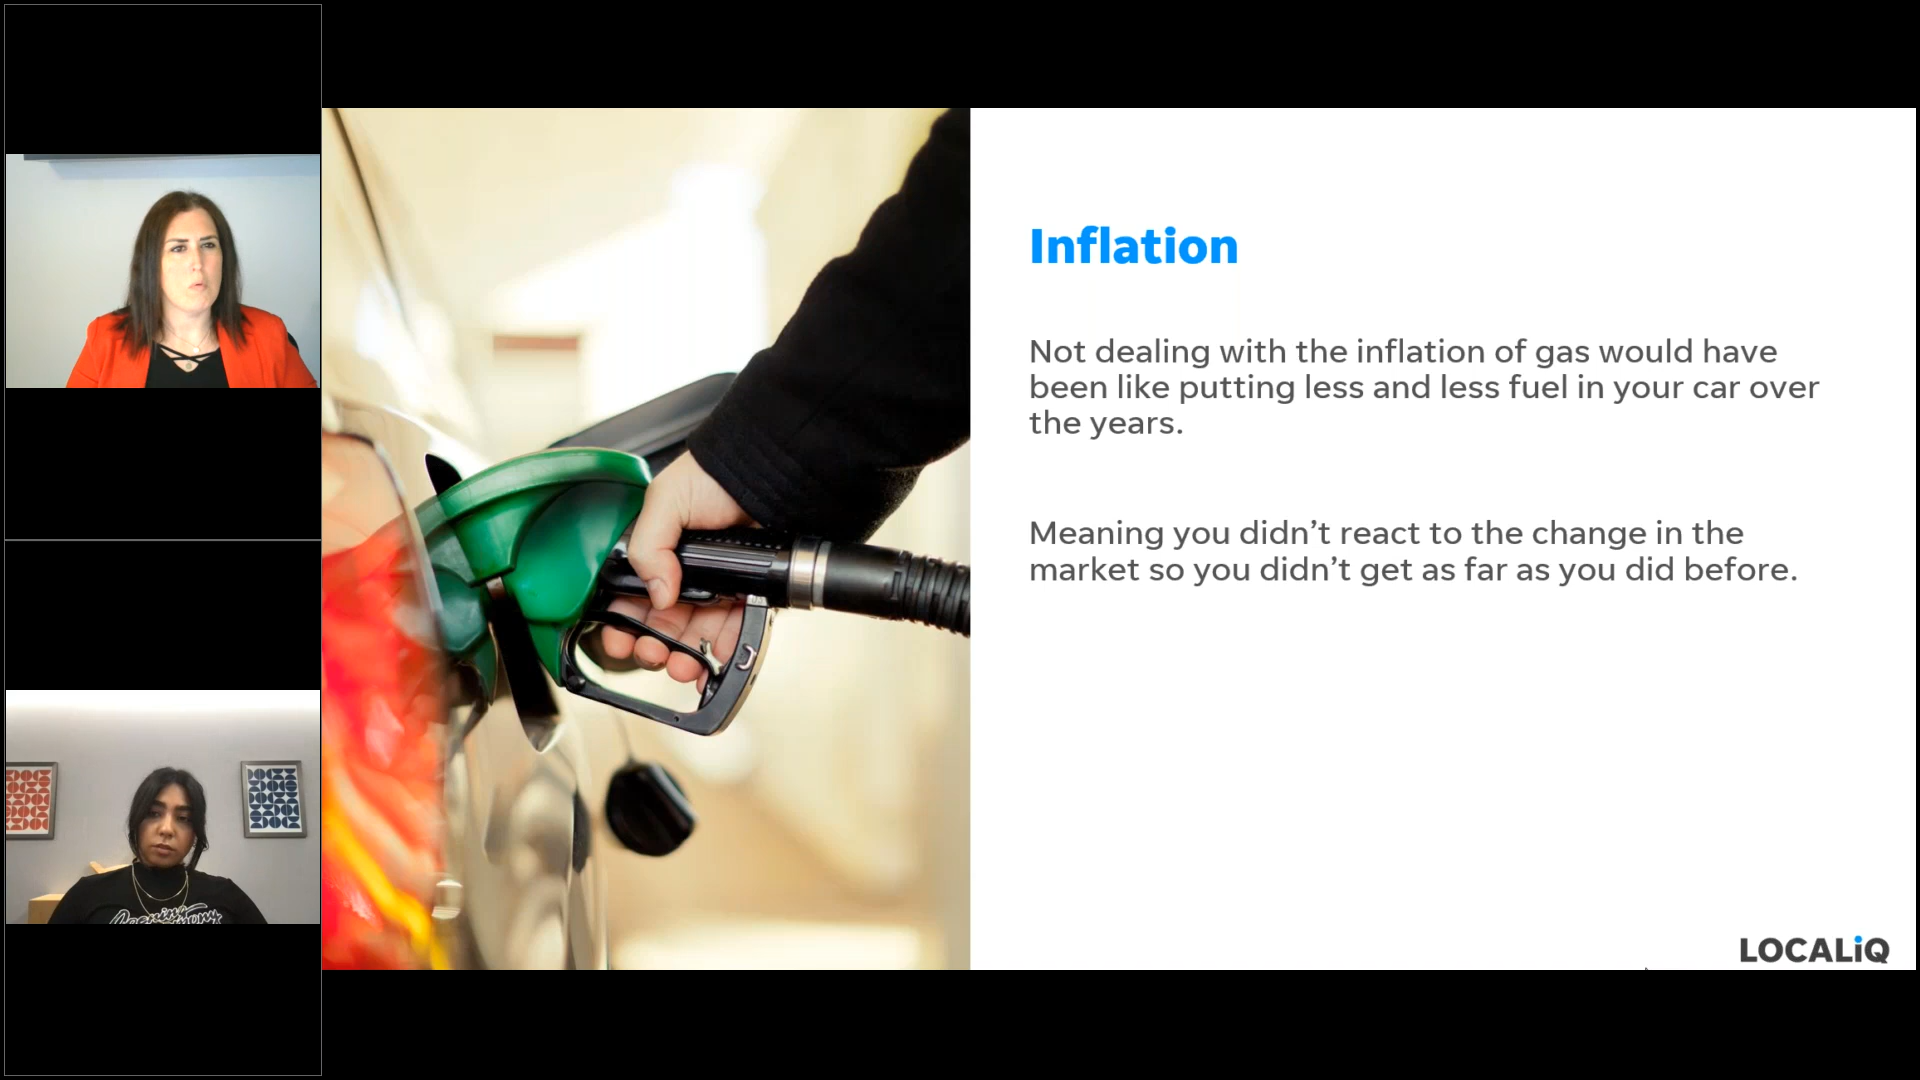 Inflation
Not dealing with the inflation of gas would have
been like putting less and less fuel in your car over
the years.
Meaning you didn’t react to the change in the
market so you didn’t get as far as you did before.
LOCALiQ